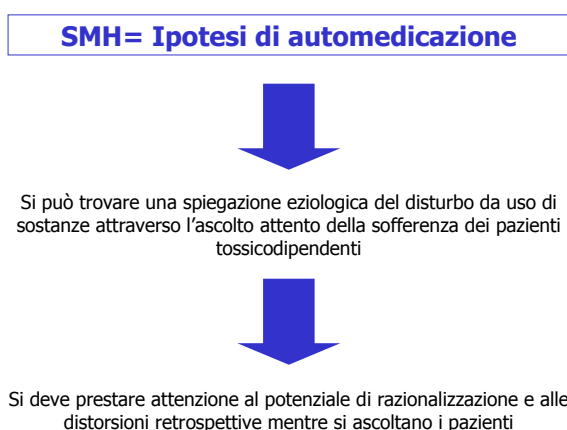 SMH= Ipotesi di automedicazione
Si può trovare una spiegazione eziologica del disturbo da uso di
sostanze attraverso l'ascolto attento della sofferenza dei pazienti
tossicodipendenti
Si deve prestare attenzione al potenziale di razionalizzazione e alle
distorsioni retrospettive mentre si ascoltano i pazienti